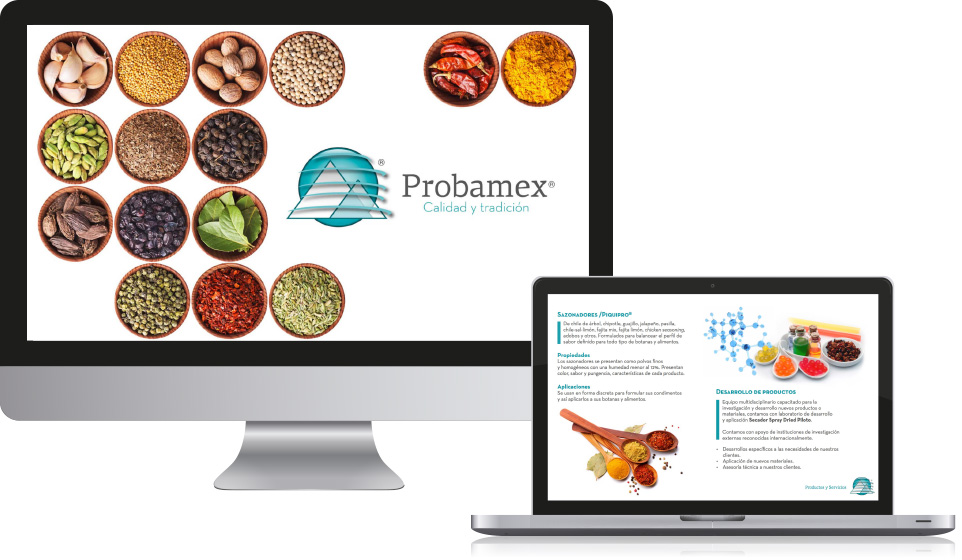 ®
Probamex®
Calidad y tradición
Sazonadores /Piquipro®
De chile de árbol, chipotle, guajillo, jalapeño, pasilla,
chile-sal-limón, fajita mix, fajita limón, chicken seasoning,
adobos y otros. Formulados para balancear el perfil de
sabor definido para todo tipo de botanas y alimentos.
Propiedades
Los sazonadores se presentan como polvos finos
y homogéneos con una humedad menor al 12%. Presentan
color, sabor y pungencia, características de cada producto.
Aplicaciones
Se usan en forma discreta para formular sus condimentos
y así aplicarlos a sus botanas y alimentos.
Desarrollo de productos
Equipo multidisciplinario capacitado para la
investigación y desarrollo nuevos productos o
materiales, contamos con laboratorio de desarrollo
y aplicación Secador Spray Dried Piloto.
Contamos con apoyo de instituciones de investigación
externas reconocidas internacionalmente.
• Desarrollos específicos a las necesidades de nuestros
clientes.
• Aplicación de nuevos materiales.
• Asesoría técnica a nuestros clientes.
Productos y Servicios